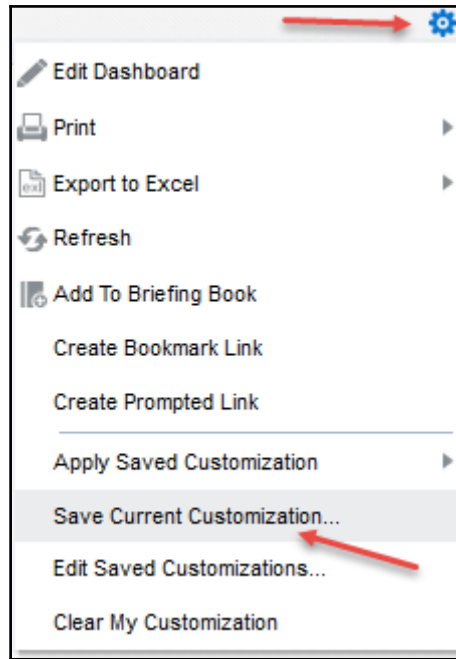 Edit Dashboard
Print
Export to Excel
Refresh
Add To Briefing Book
Create Bookmark Link
Create Prompted Link
Apply Saved Customization
Save Current Customization...
Edit Saved Customizations...
Clear My Customization